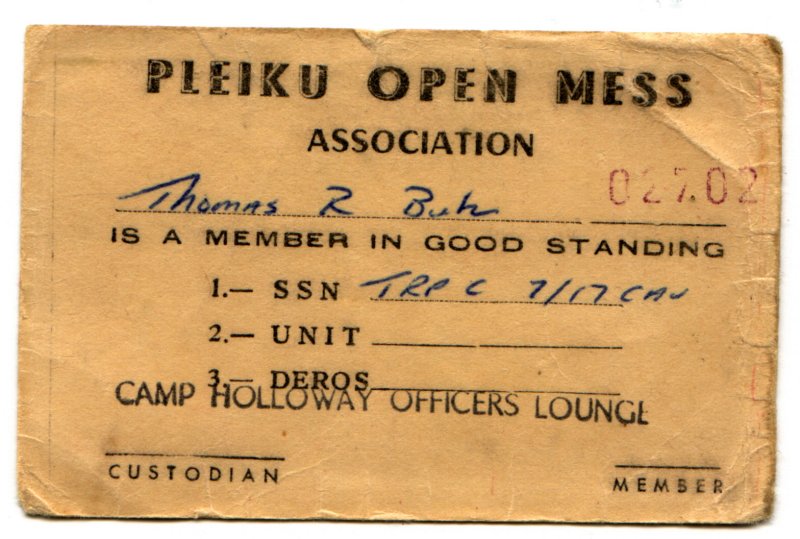 PLEIKU OPEN MESS
ASSOCIATION
Thomas R 02702
IS A MEMBER IN GOOD STANDING
1.— SSN TRP C 7/17 CAV
2.— UNIT
3.— DEROS
CAMP HOLLOWAY OFFICERS LOUNGE
CUSTODIAN MEMBER